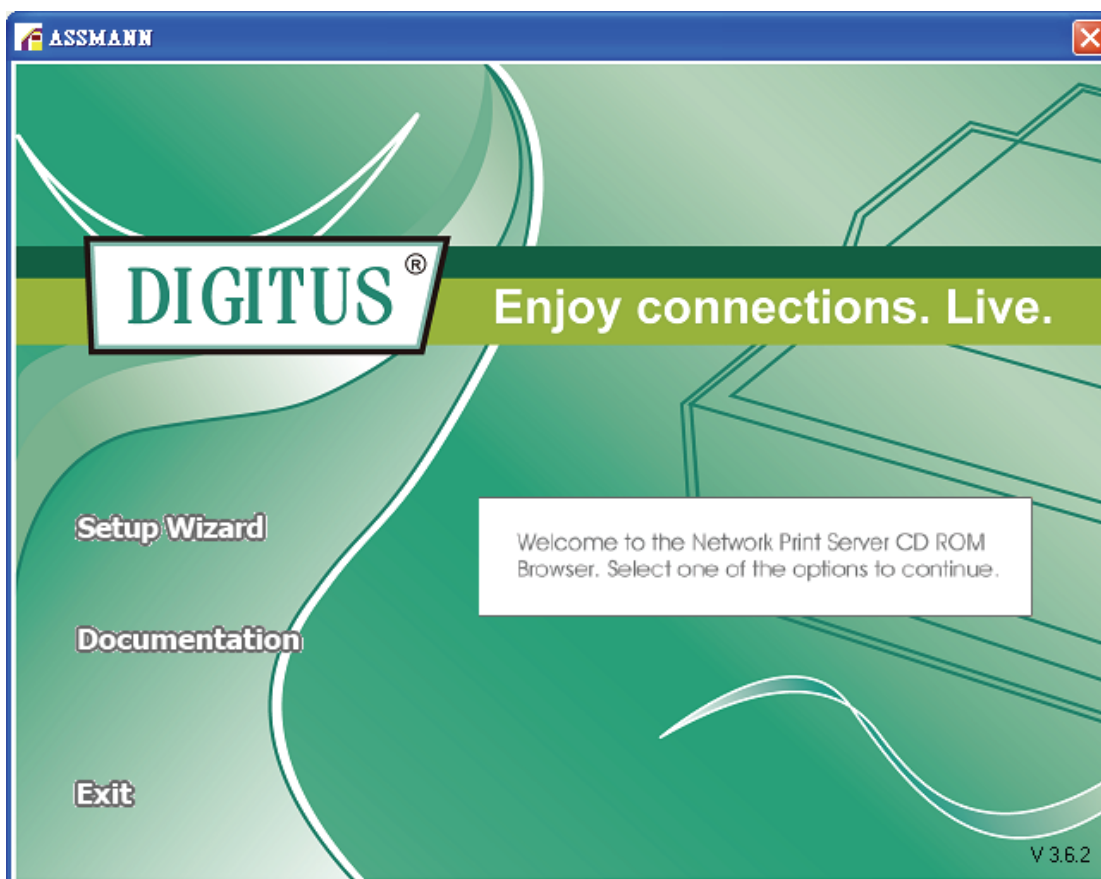 ASSMANN
DIGITUS®
Enjoy connections. Live.
Setup Wizard
Welcome to the Network Print Server CD ROM
Browser. Select one of the options to continue.
Documentation
Exit
V 3.6.2